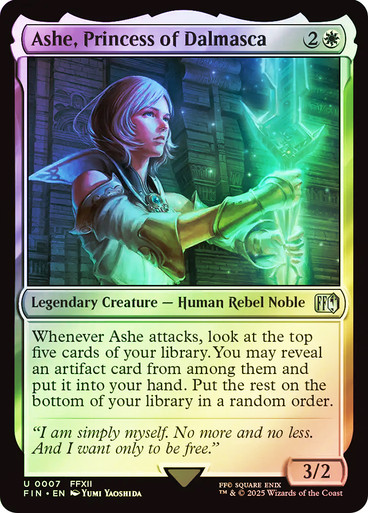 Ashe, Princess of Dalmasca 2
Legendary Creature — Human Rebel Noble
Whenever Ashe attacks, look at the top
five cards of your library. You may reveal
an artifact card from among them and
put it into your hand. Put the rest on the
bottom of your library in a random order.
“I am simply myself. No more and no less.
And I want only to be free.”
3/2
U 0007 FFXII
FIN • EN Yumi Yaoshida
FF© SQUARE ENIX
™ & © 2025 Wizards of the Coast